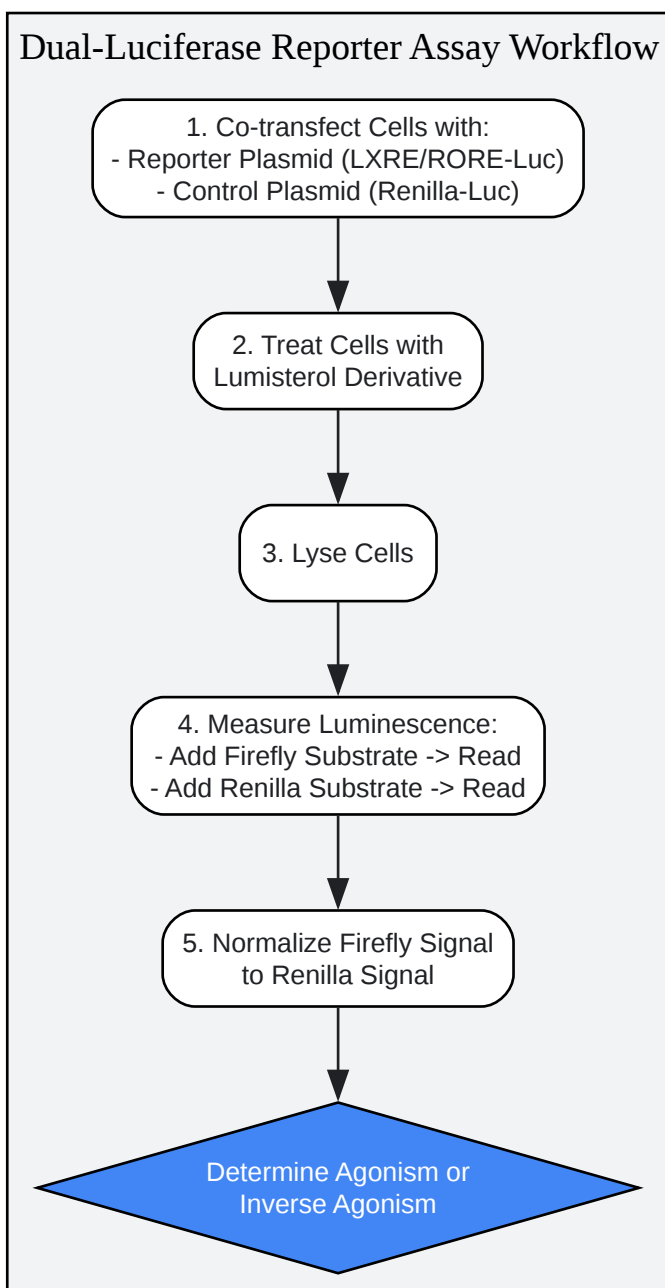 Dual-Luciferase Reporter Assay Workflow
1. Co-transfect Cells with:
- Reporter Plasmid (LXRE/RORE-Luc)
- Control Plasmid (Renilla-Luc)
2. Treat Cells with
Lumisterol Derivative
3. Lyse Cells
4. Measure Luminescence:
- Add Firefly Substrate -> Read
- Add Renilla Substrate -> Read
5. Normalize Firefly Signal
to Renilla Signal
Determine Agonism or
Inverse Agonism